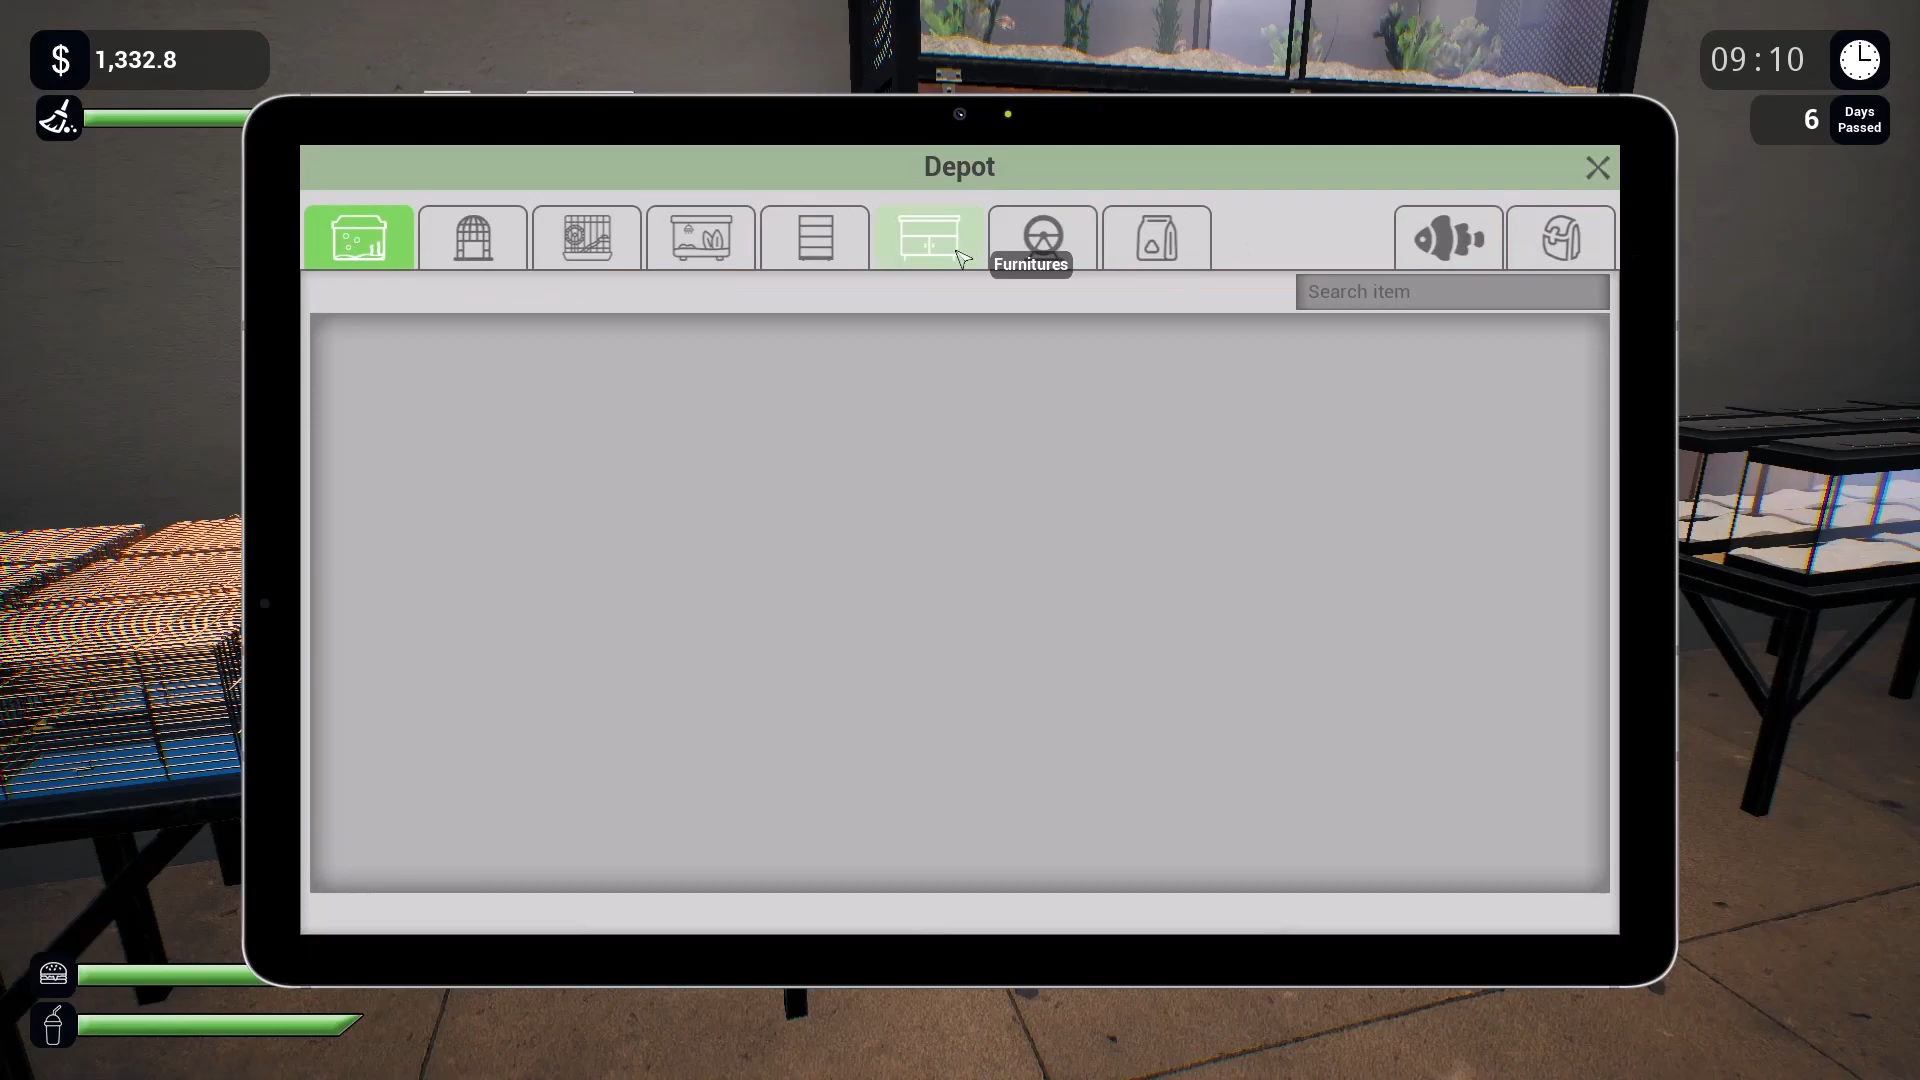 $ 1,332.8
09:10
6 Days
Passed
Depot
Furnitures
Search item